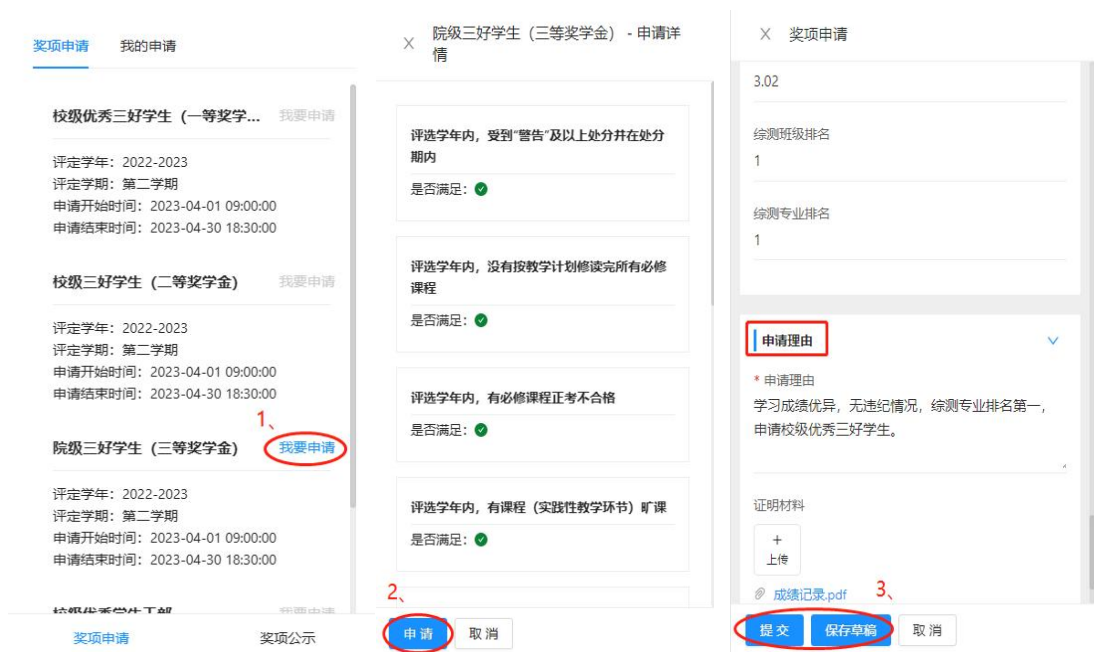 奖项申请 我的申请
校级优秀三好学生（一等奖学... 我要申请
评定学年：2022-2023
评定学期：第二学期
申请开始时间：2023-04-01 09:00:00
申请结束时间：2023-04-30 18:30:00
校级三好学生（二等奖学金） 我要申请
评定学年：2022-2023
评定学期：第二学期
申请开始时间：2023-04-01 09:00:00
申请结束时间：2023-04-30 18:30:00
1、
院级三好学生（三等奖学金） 我要申请
评定学年：2022-2023
评定学期：第二学期
申请开始时间：2023-04-01 09:00:00
申请结束时间：2023-04-30 18:30:00
校级优秀学生干部 我要申请
奖项申请 奖项公示
X 院级三好学生（三等奖学金） - 申请详
情
评选学年内，受到“警告”及以上处分并在处分
期内
是否满足：
评选学年内，没有按教学计划修读完所有必修
课程
是否满足：
评选学年内，有必修课程正考不合格
是否满足：
评选学年内，有课程（实践性教学环节）旷课
是否满足：
2、
申 请 取 消
X 奖项申请
3.02
综测班级排名
1
综测专业排名
1
申请理由
* 申请理由
学习成绩优异，无违纪情况，综测专业排名第一，
申请校级优秀三好学生。
证明材料
+
上传
成绩记录.pdf
3、
提 交 保存草稿 取 消